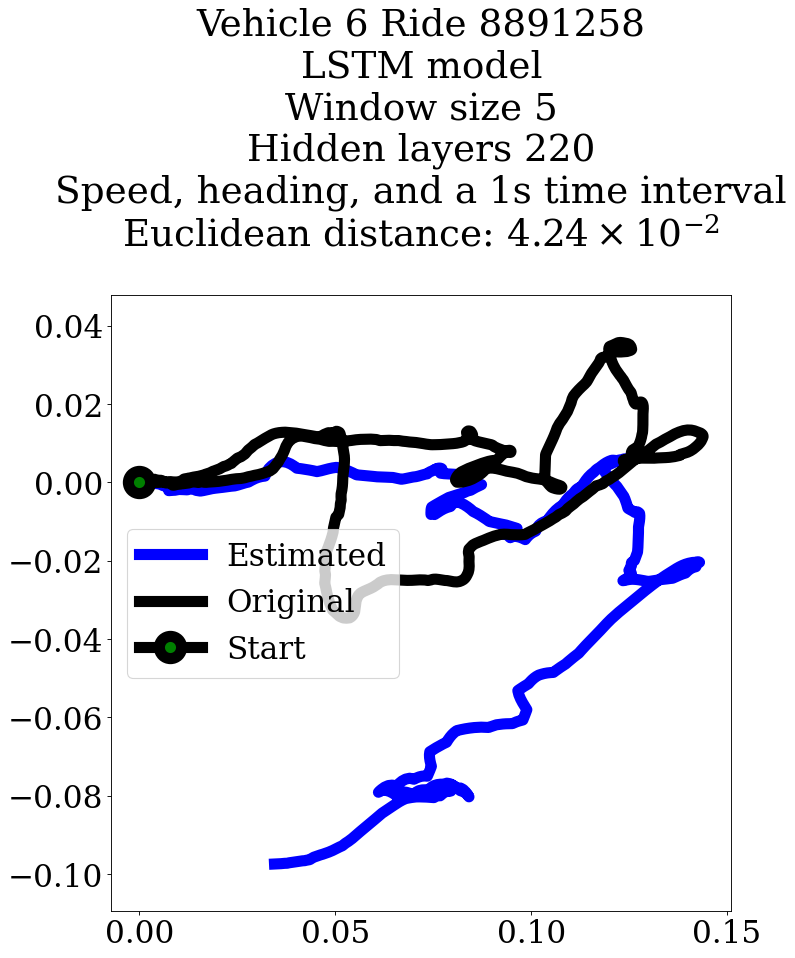 Vehicle 6 Ride 8891258
LSTM model
Window size 5
Hidden layers 220
Speed, heading, and a 1s time interval
Euclidean distance: 4.24 × 10⁻²
0.04
0.02
0.00
−0.02
−0.04
−0.06
−0.08
−0.10
Estimated
Original
Start
0.00 0.05 0.10 0.15